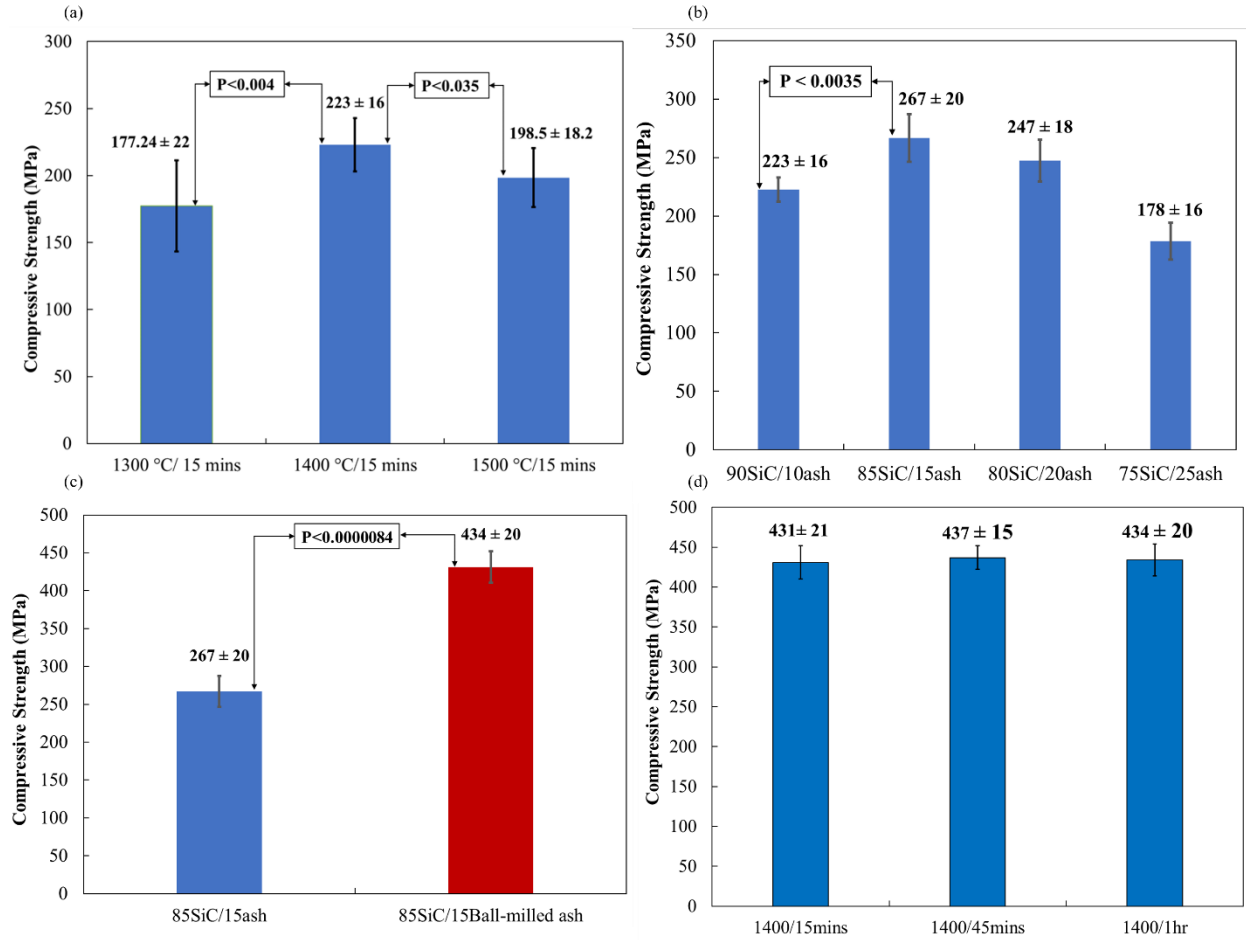 (a)
Compressive Strength (MPa)
300
250
200
150
100
50
0
P<0.004
P<0.035
177.24 ± 22
223 ± 16
198.5 ± 18.2
1300 °C/ 15 mins
1400 °C/15 mins
1500 °C/15 mins
(b)
Compressive Strength (MPa)
350
300
250
200
150
100
50
0
P < 0.0035
223 ± 16
267 ± 20
247 ± 18
178 ± 16
90SiC/10ash
85SiC/15ash
80SiC/20ash
75SiC/25ash
(c)
Compressive Strength (MPa)
500
450
400
350
300
250
200
150
100
50
0
P<0.0000084
267 ± 20
434 ± 20
85SiC/15ash
85SiC/15Ball-milled ash
(d)
Compressive Strength (MPa)
500
450
400
350
300
250
200
150
100
50
0
431 ± 21
437 ± 15
434 ± 20
1400/15mins
1400/45mins
1400/1hr